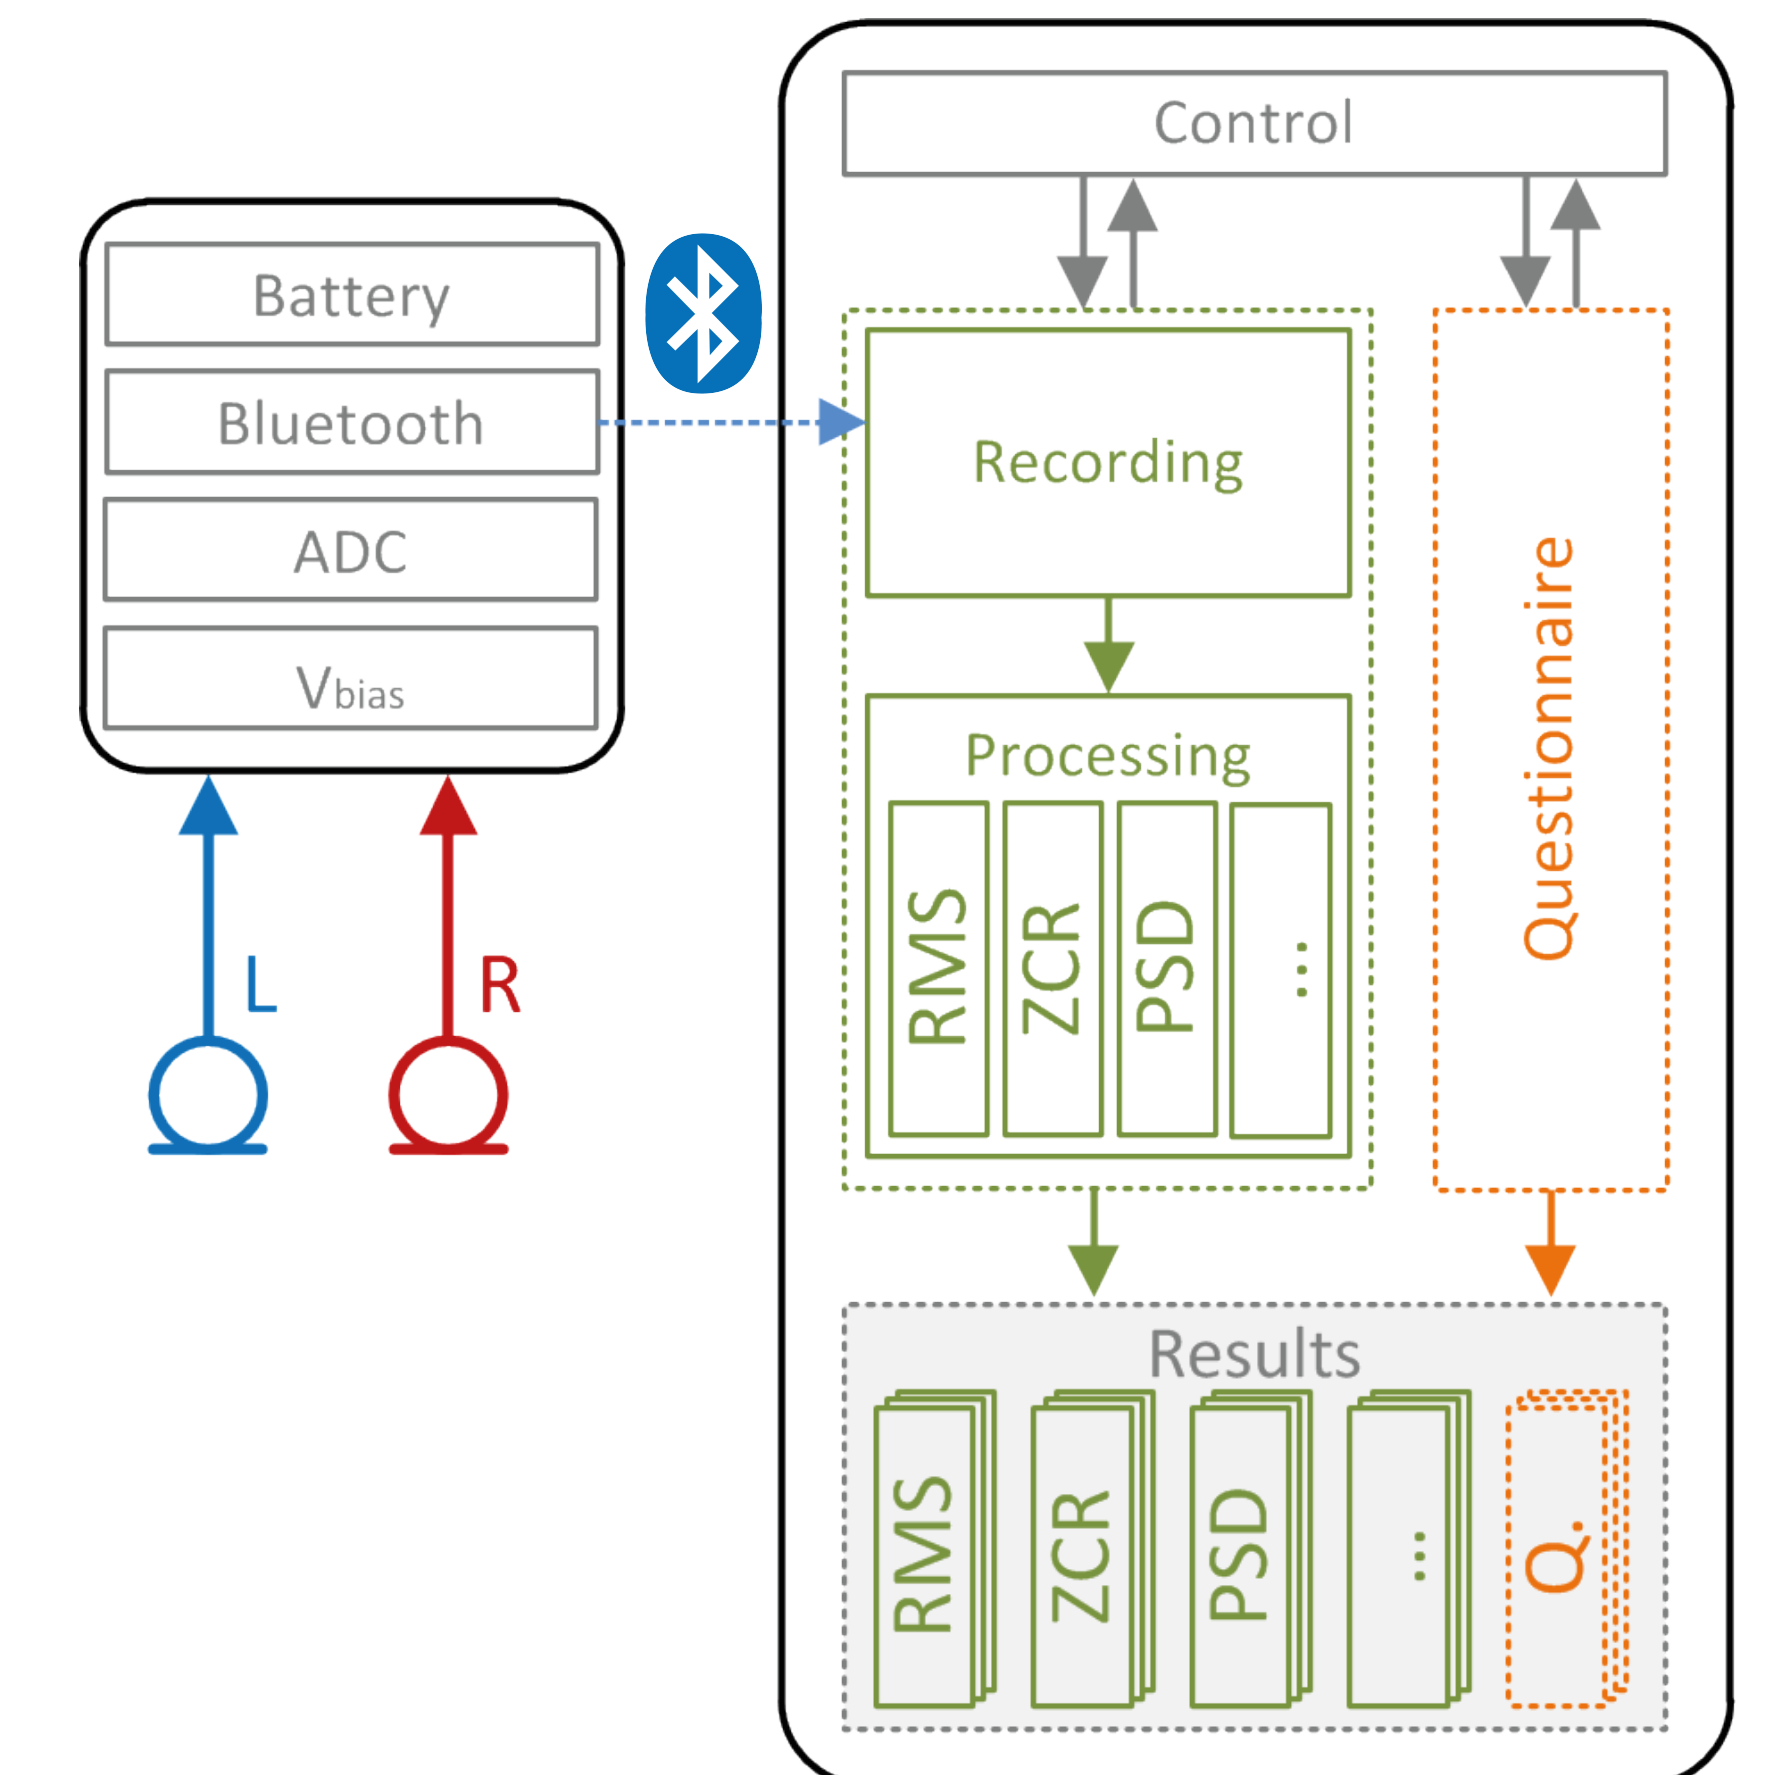 Control
Battery
Bluetooth
ADC
Vbias
L
R
Recording
Processing
RMS
ZCR
PSD
...
Questionnaire
Results
RMS
ZCR
PSD
...
Q.